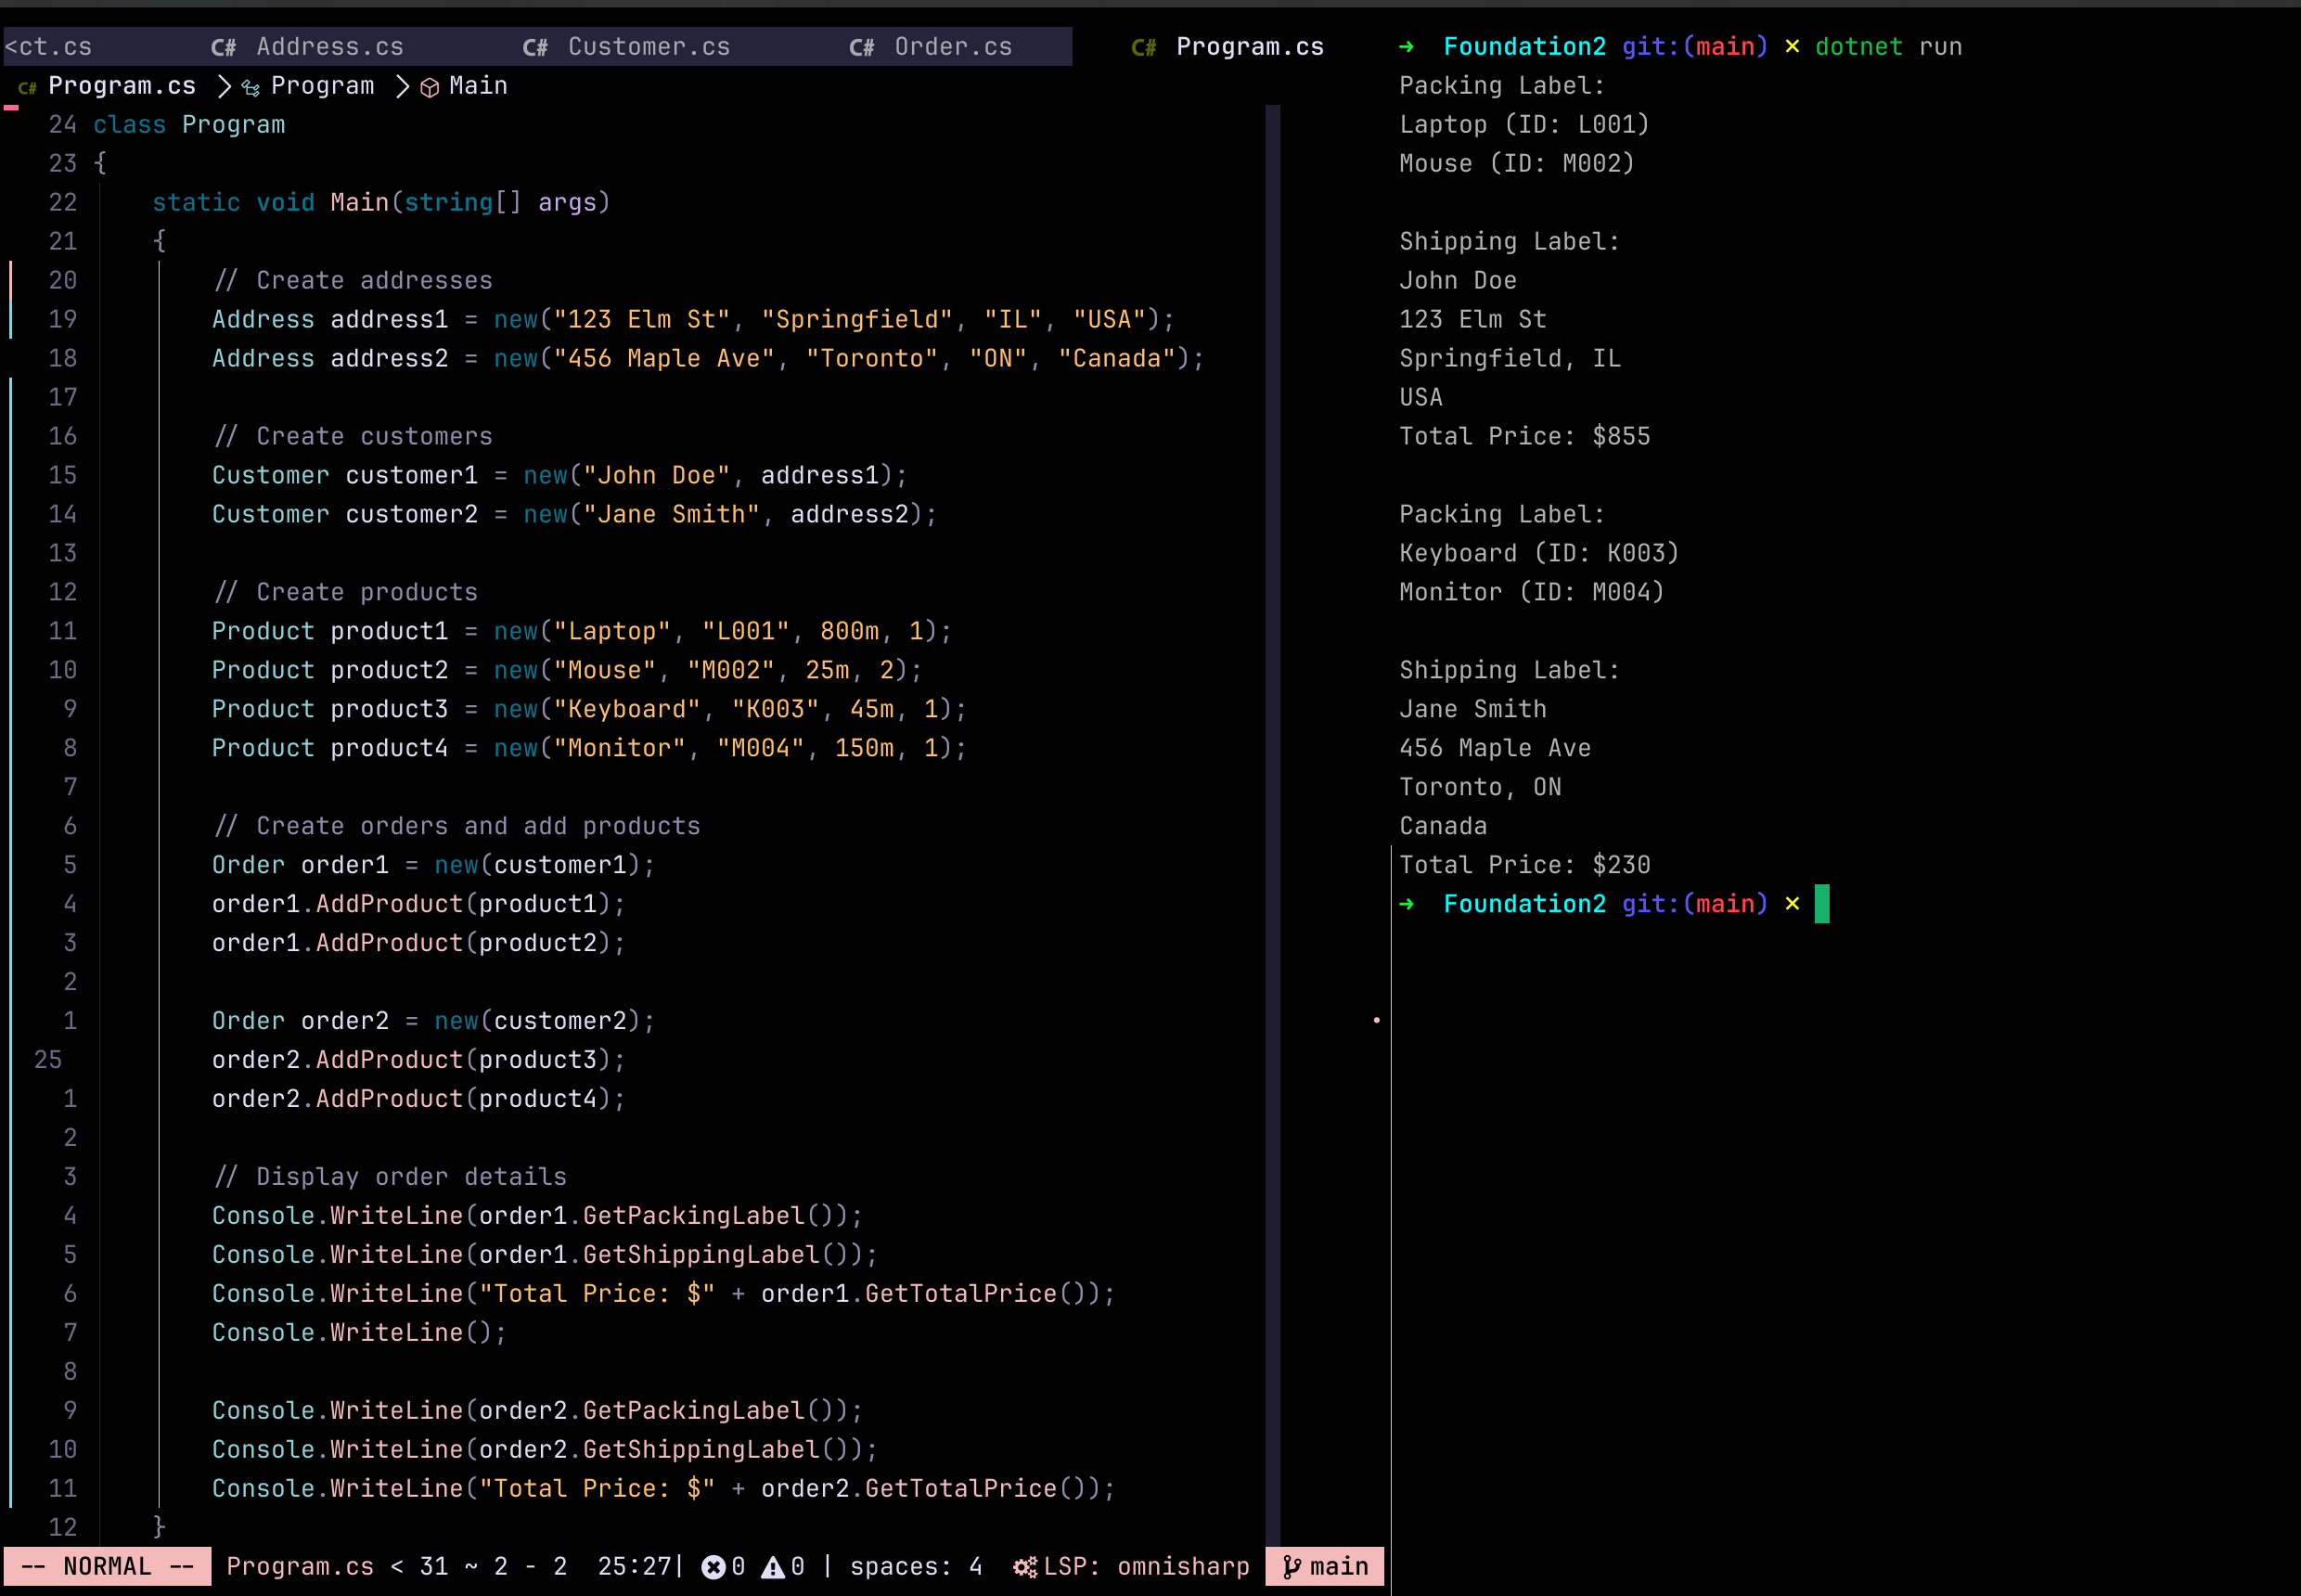 <ct.cs C# Address.cs C# Customer.cs C# Order.cs C# Program.cs
C# Program.cs > Program > Main
24 class Program
23 {
22 static void Main(string[] args)
21 {
20 // Create addresses
19 Address address1 = new("123 Elm St", "Springfield", "IL", "USA");
18 Address address2 = new("456 Maple Ave", "Toronto", "ON", "Canada");
17
16 // Create customers
15 Customer customer1 = new("John Doe", address1);
14 Customer customer2 = new("Jane Smith", address2);
13
12 // Create products
11 Product product1 = new("Laptop", "L001", 800m, 1);
10 Product product2 = new("Mouse", "M002", 25m, 2);
9 Product product3 = new("Keyboard", "K003", 45m, 1);
8 Product product4 = new("Monitor", "M004", 150m, 1);
7
6 // Create orders and add products
5 Order order1 = new(customer1);
4 order1.AddProduct(product1);
3 order1.AddProduct(product2);
2
1 Order order2 = new(customer2);
25 order2.AddProduct(product3);
1 order2.AddProduct(product4);
2
3 // Display order details
4 Console.WriteLine(order1.GetPackingLabel());
5 Console.WriteLine(order1.GetShippingLabel());
6 Console.WriteLine("Total Price: $" + order1.GetTotalPrice());
7 Console.WriteLine();
8
9 Console.WriteLine(order2.GetPackingLabel());
10 Console.WriteLine(order2.GetShippingLabel());
11 Console.WriteLine("Total Price: $" + order2.GetTotalPrice());
12 }
-- NORMAL -- Program.cs < 31 ~ 2 - 2 25:27| 0 0 | spaces: 4 LSP: omnisharp main
➜ Foundation2 git:(main) × dotnet run
Packing Label:
Laptop (ID: L001)
Mouse (ID: M002)

Shipping Label:
John Doe
123 Elm St
Springfield, IL
USA
Total Price: $855

Packing Label:
Keyboard (ID: K003)
Monitor (ID: M004)

Shipping Label:
Jane Smith
456 Maple Ave
Toronto, ON
Canada
Total Price: $230
➜ Foundation2 git:(main) ×